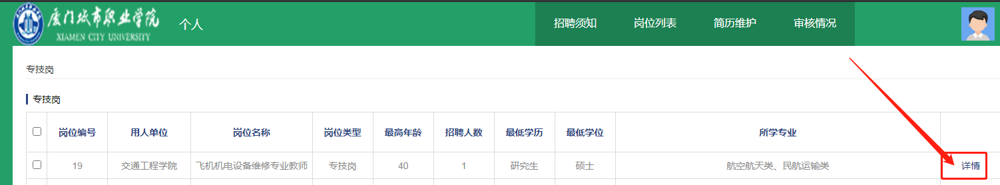 厦门城市职业学院
XIAMEN CITY UNIVERSITY
个人
招聘须知 岗位列表 简历维护 审核情况
专技岗
专技岗
岗位编号 用人单位 岗位名称 岗位类型 最高年龄 招聘人数 最低学历 最低学位 所学专业
19 交通工程学院 飞机机电设备维修专业教师 专技岗 40 1 研究生 硕士 航空航天类、民航运输类 详情